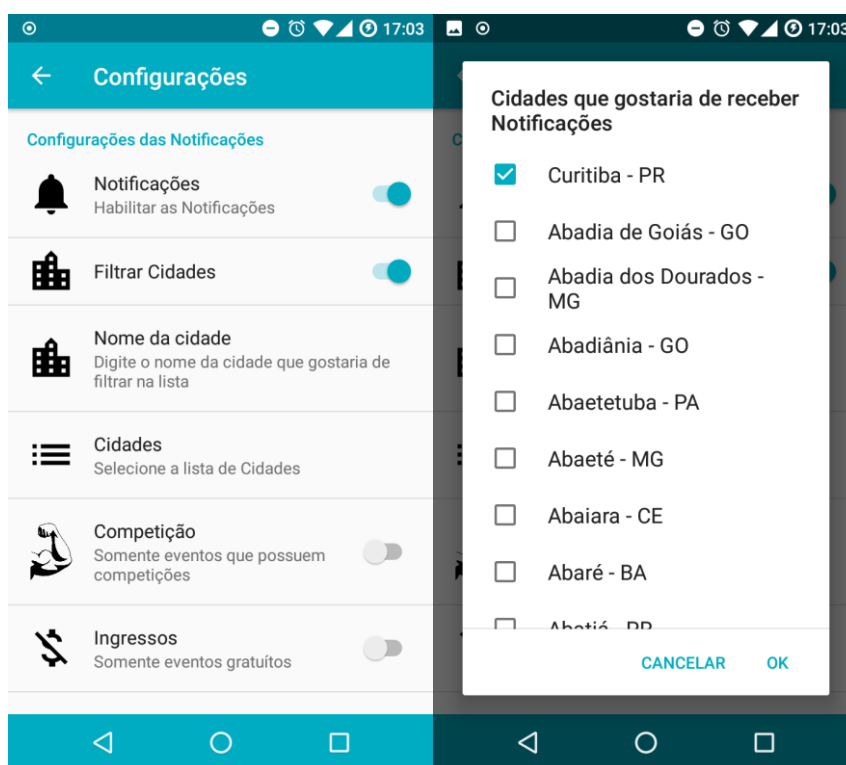 17:03
Configurações
Configurações das Notificações
Notificações
Habilitar as Notificações
Filtrar Cidades
Nome da cidade
Digite o nome da cidade que gostaria de
filtrar na lista
Cidades
Selecione a lista de Cidades
Competição
Somente eventos que possuem
competições
Ingressos
Somente eventos gratuítos
17:03
C
Cidades que gostaria de receber
Notificações
Curitiba - PR
Abadia de Goiás - GO
Abadia dos Dourados -
MG
Abadiânia - GO
Abaetetuba - PA
Abaeté - MG
Abaiara - CE
Abaré - BA
Abatiá - PR
CANCELAR OK